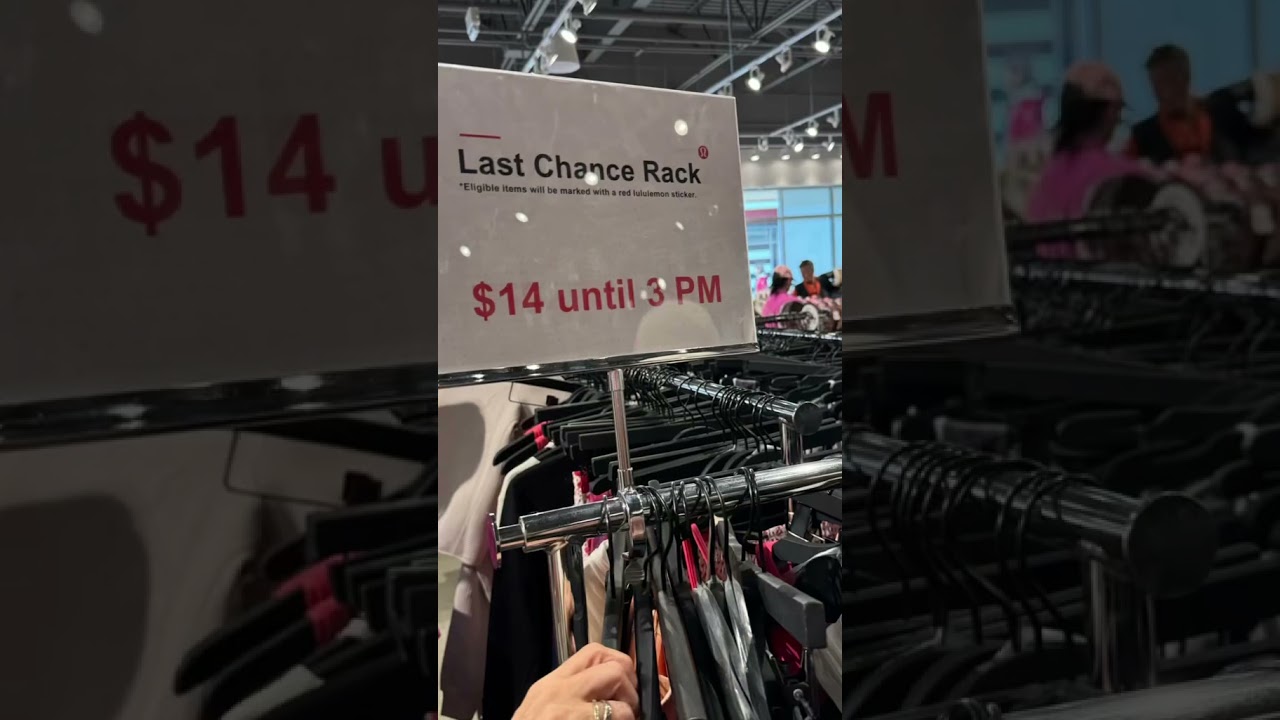 Last Chance Rack
*Eligible items will be marked with a red lululemon sticker.
$14 until 3 PM